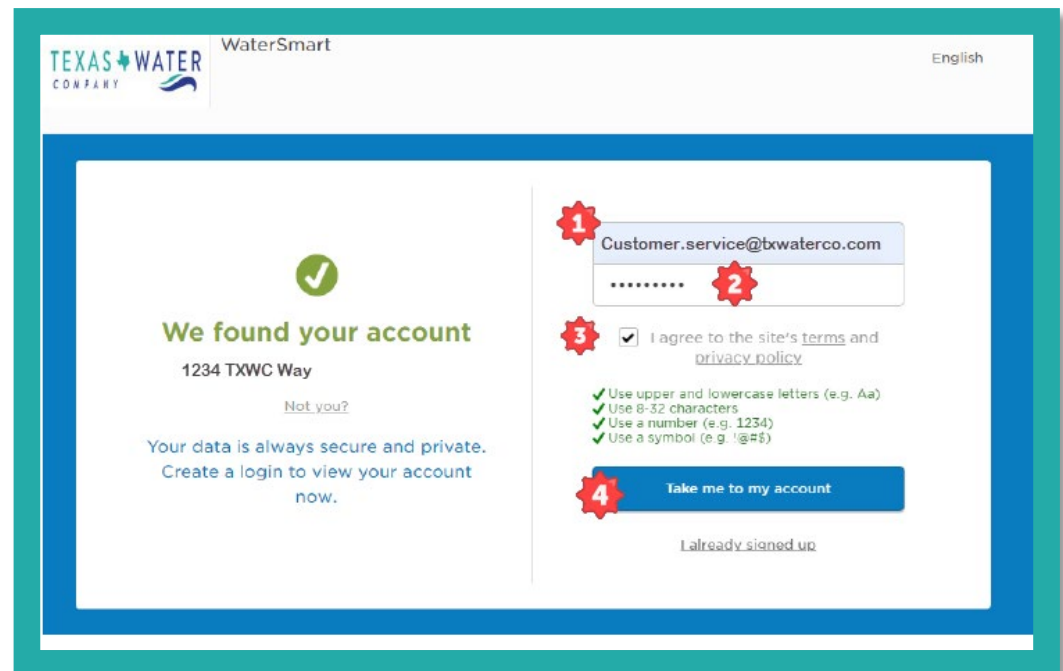 TEXAS WATER
COMPANY
WaterSmart
English
We found your account
1234 TXWC Way
Not you?
Your data is always secure and private.
Create a login to view your account
now.
1
Customer.service@txwaterco.com
•••••••••
2
3
I agree to the site's terms and
privacy policy
Use upper and lowercase letters (e.g. Aa)
Use 8-32 characters
Use a number (e.g. 1234)
Use a symbol (e.g. !@#$)
4
Take me to my account
I already signed up